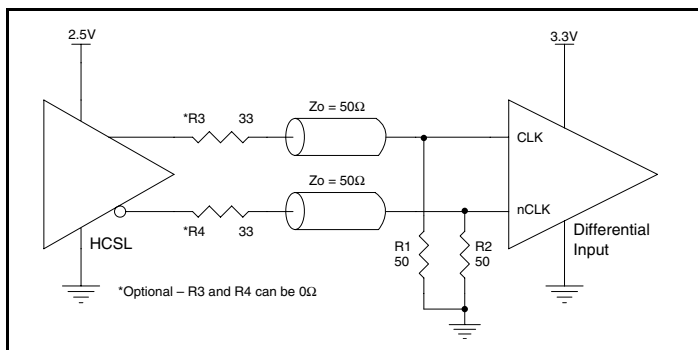 2.5V
3.3V
*R3 33
Zo = 50Ω
CLK
Zo = 50Ω
nCLK
*R4 33
HCSL
R1
50
R2
50
Differential
Input
*Optional – R3 and R4 can be 0Ω